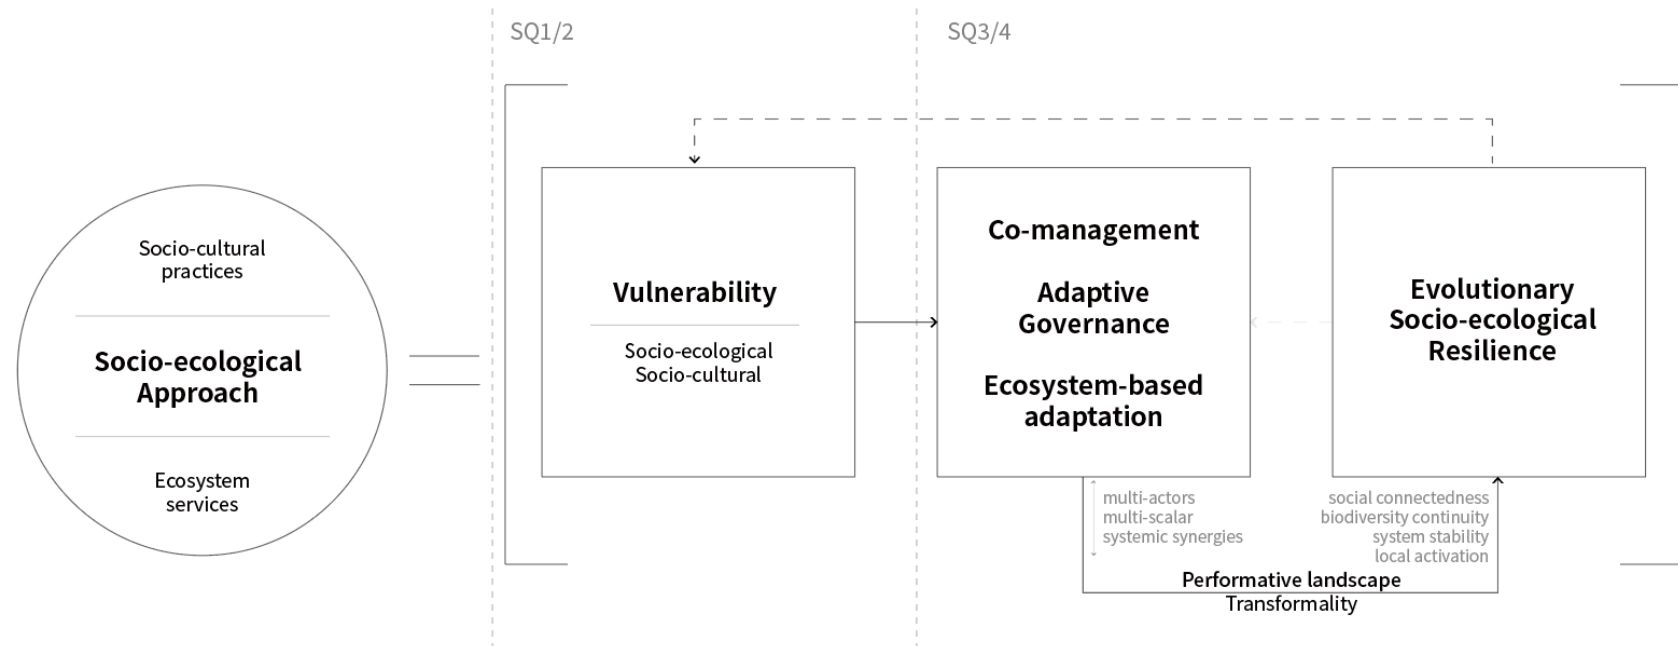 SQ1/2
SQ3/4
Socio-cultural
practices
Socio-ecological
Approach
Ecosystem
services
Vulnerability
Socio-ecological
Socio-cultural
Co-management
Adaptive
Governance
Ecosystem-based
adaptation
Evolutionary
Socio-ecological
Resilience
multi-actors
multi-scalar
systemic synergies
social connectedness
biodiversity continuity
system stability
local activation
Performative landscape
Transformality